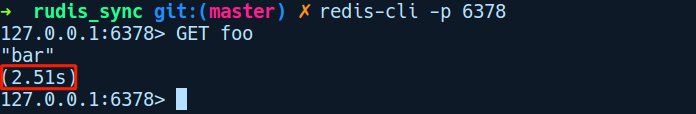 ➜  rudis_sync git:(master) ✗ redis-cli -p 6378
127.0.0.1:6378> GET foo
"bar"
(2.51s)
127.0.0.1:6378>